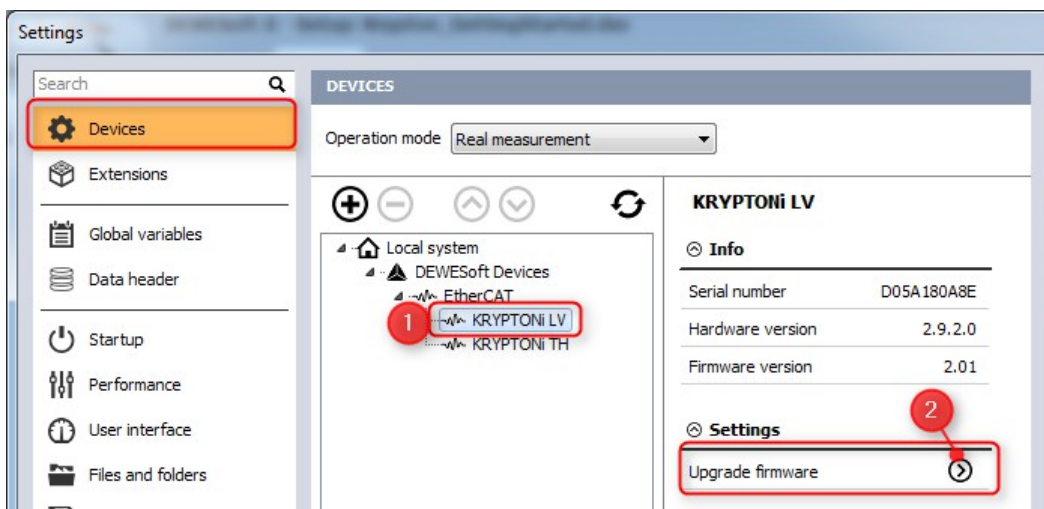 Settings
Search
Devices
Extensions
Global variables
Data header
Startup
Performance
User interface
Files and folders
DEVICES
Operation mode Real measurement
Local system
DEWESoft Devices
EtherCAT
1
KRYPTONi LV
KRYPTONi TH
KRYPTONi LV
Info
Serial number D05A180A8E
Hardware version 2.9.2.0
Firmware version 2.01
2
Settings
Upgrade firmware